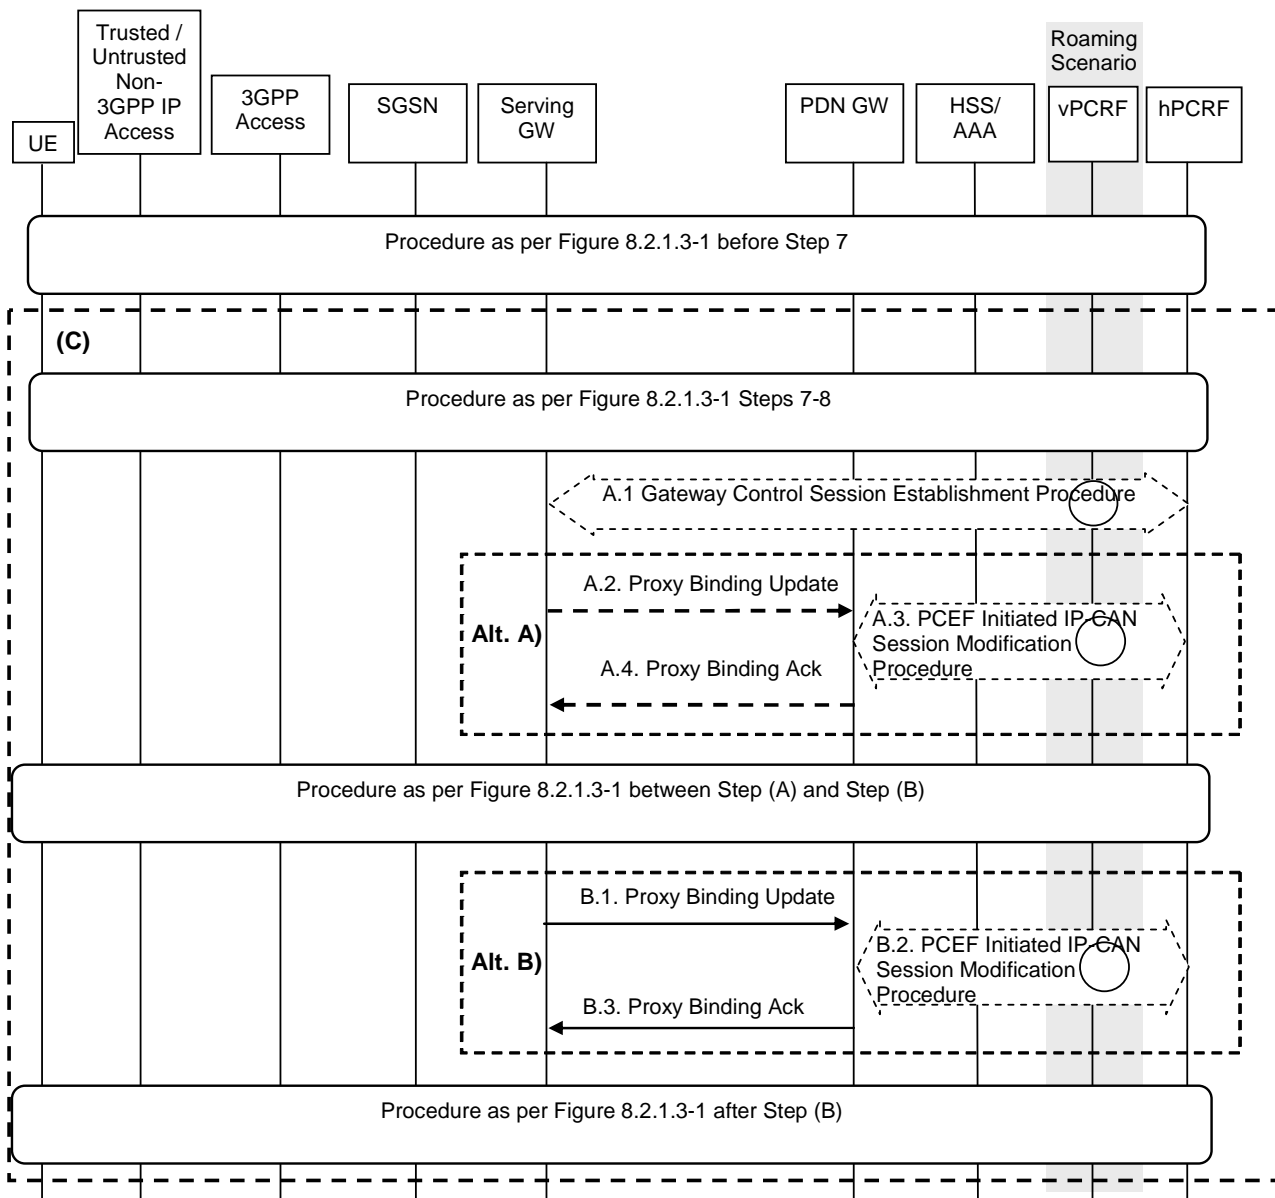 Trusted /
Untrusted
Non-
3GPP IP
Access
Roaming
Scenario
UE
3GPP
Access
SGSN
Serving
GW
PDN GW
HSS/
AAA
vPCRF
hPCRF
Procedure as per Figure 8.2.1.3-1 before Step 7
(C)
Procedure as per Figure 8.2.1.3-1 Steps 7-8
A.1 Gateway Control Session Establishment Procedure
Alt. A)
A.2. Proxy Binding Update
A.3. PCEF Initiated IP-CAN
Session Modification
Procedure
A.4. Proxy Binding Ack
Procedure as per Figure 8.2.1.3-1 between Step (A) and Step (B)
Alt. B)
B.1. Proxy Binding Update
B.2. PCEF Initiated IP-CAN
Session Modification
Procedure
B.3. Proxy Binding Ack
Procedure as per Figure 8.2.1.3-1 after Step (B)